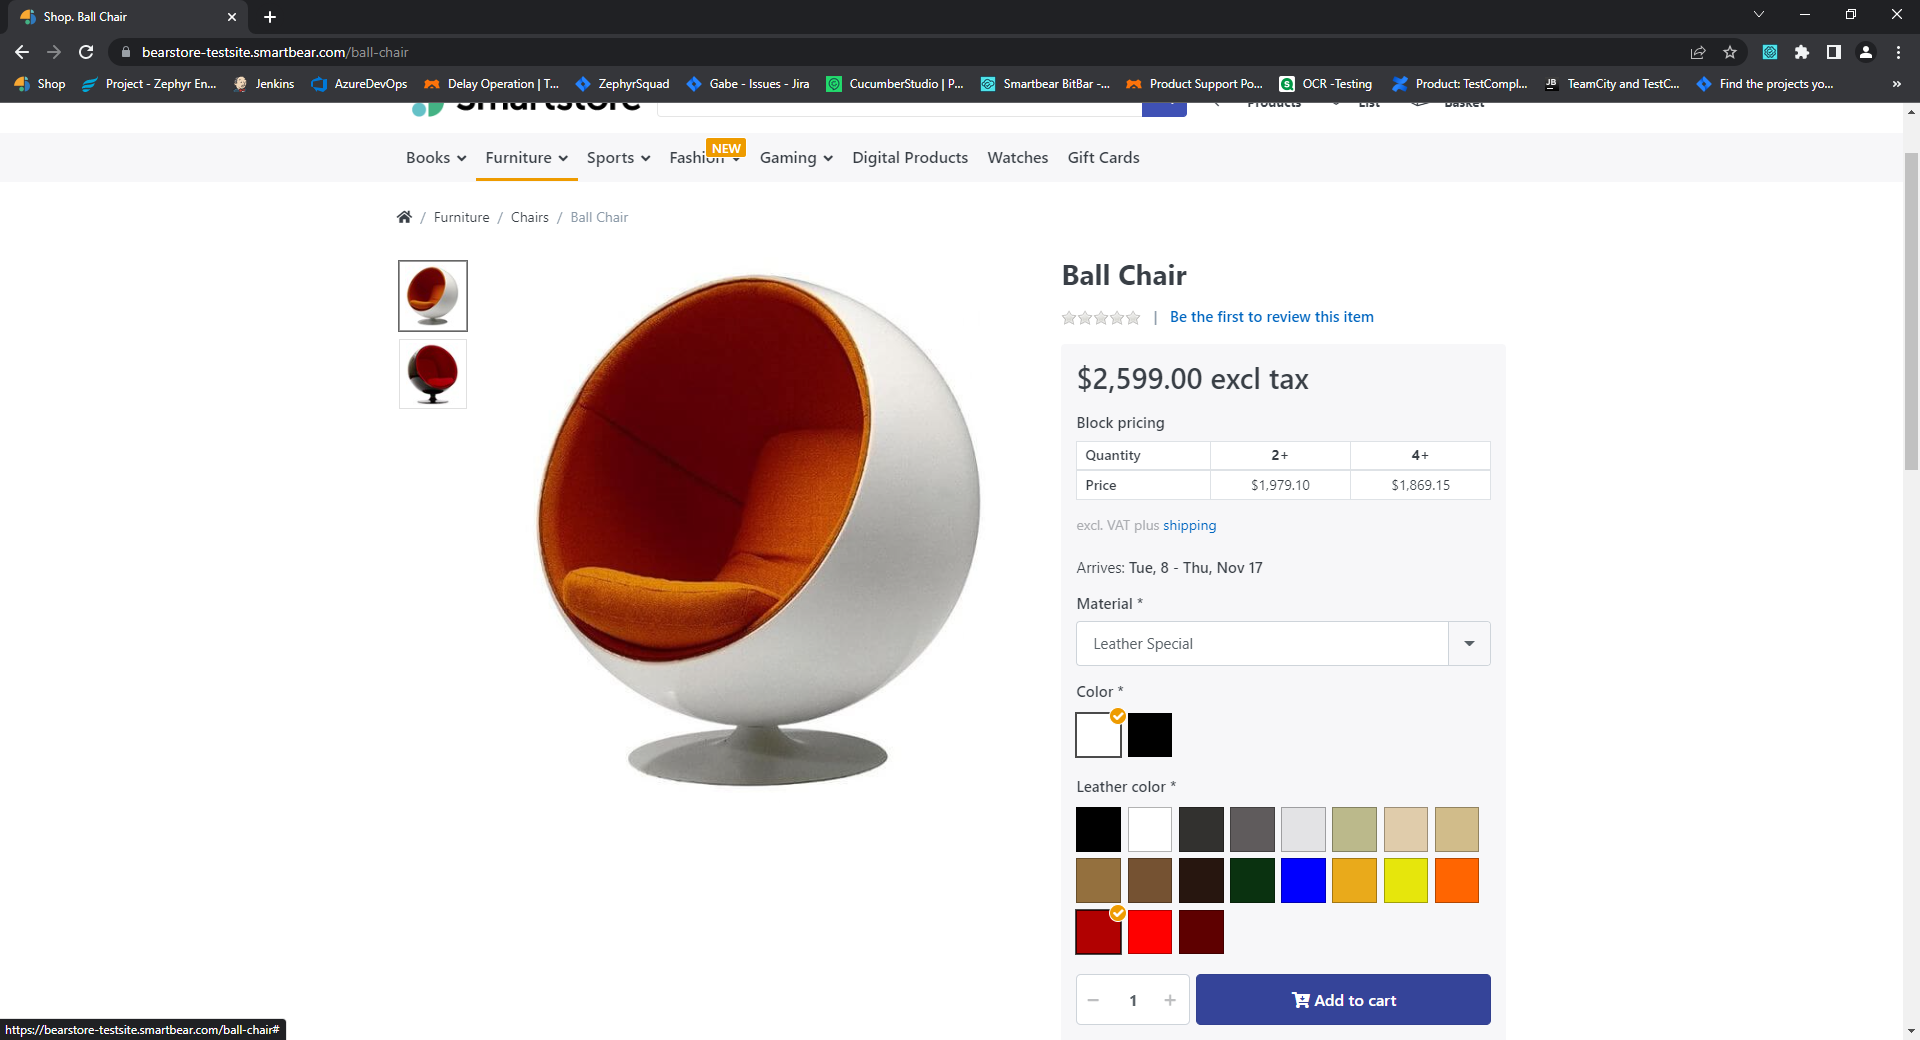 Shop. Ball Chair
bearstore-testsite.smartbear.com/ball-chair
Shop Project - Zephyr En... Jenkins AzureDevOps Delay Operation | T... ZephyrSquad Gabe - Issues - Jira CucumberStudio | P... Smartbear BitBar -... Product Support Po... OCR -Testing Product: TestCompl... TeamCity and TestC... Find the projects yo... »
smartstore Products List Basket
NEW
Books Furniture Sports Fashion Gaming Digital Products Watches Gift Cards
/ Furniture / Chairs / Ball Chair
Ball Chair
| Be the first to review this item
$2,599.00 excl tax
Block pricing
Quantity 2+ 4+
Price $1,979.10 $1,869.15
excl. VAT plus shipping
Arrives: Tue, 8 - Thu, Nov 17
Material *
Leather Special
Color *
Leather color *
− 1 + Add to cart
https://bearstore-testsite.smartbear.com/ball-chair#